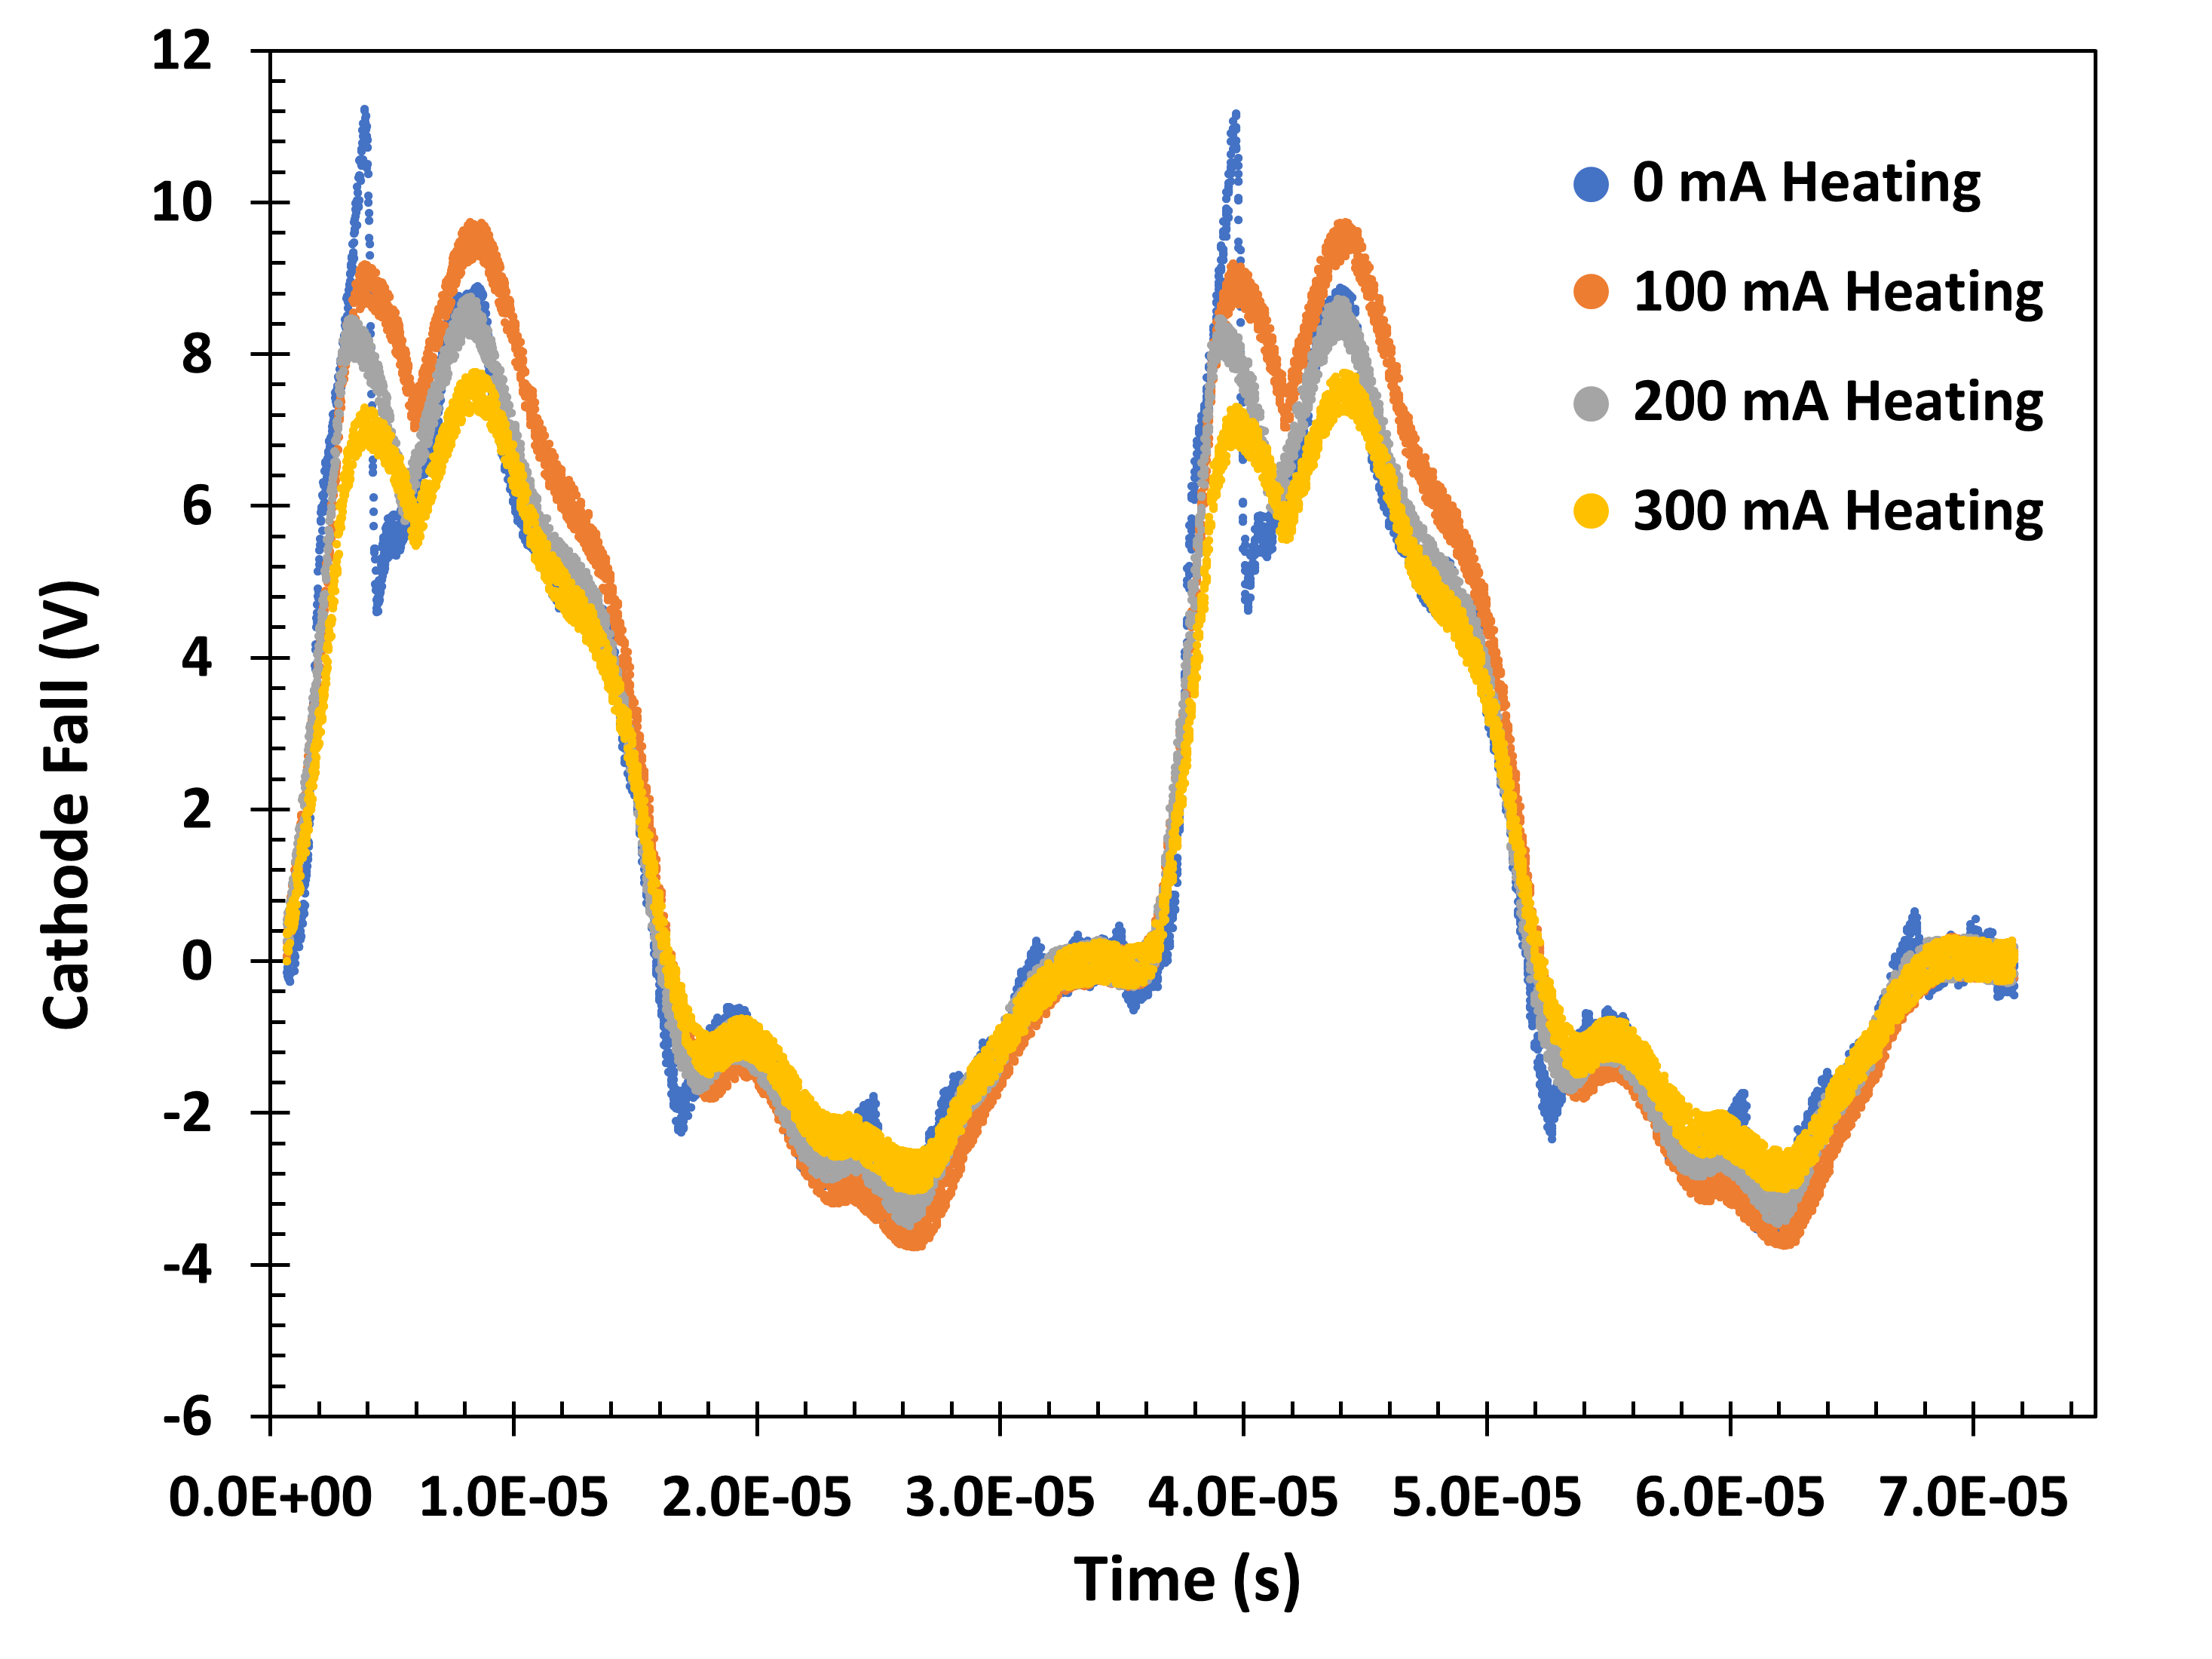 12
10
8
6
4
2
0
-2
-4
-6
Cathode Fall (V)
0 mA Heating
100 mA Heating
200 mA Heating
300 mA Heating
0.0E+00 1.0E-05 2.0E-05 3.0E-05 4.0E-05 5.0E-05 6.0E-05 7.0E-05
Time (s)